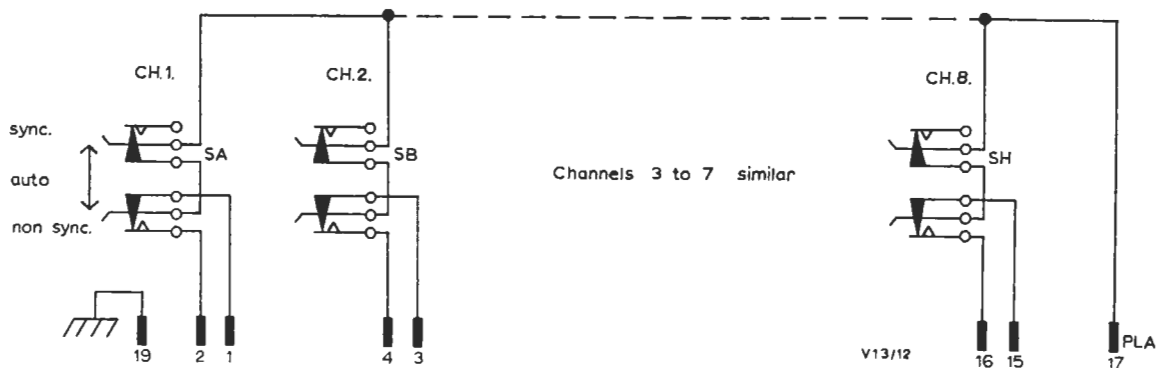 CH.1.
CH.2.
CH.8.
sync.
SA
SB
SH
auto
Channels 3 to 7 similar
non sync.
V13/12
PLA
19
2
1
4
3
16
15
17